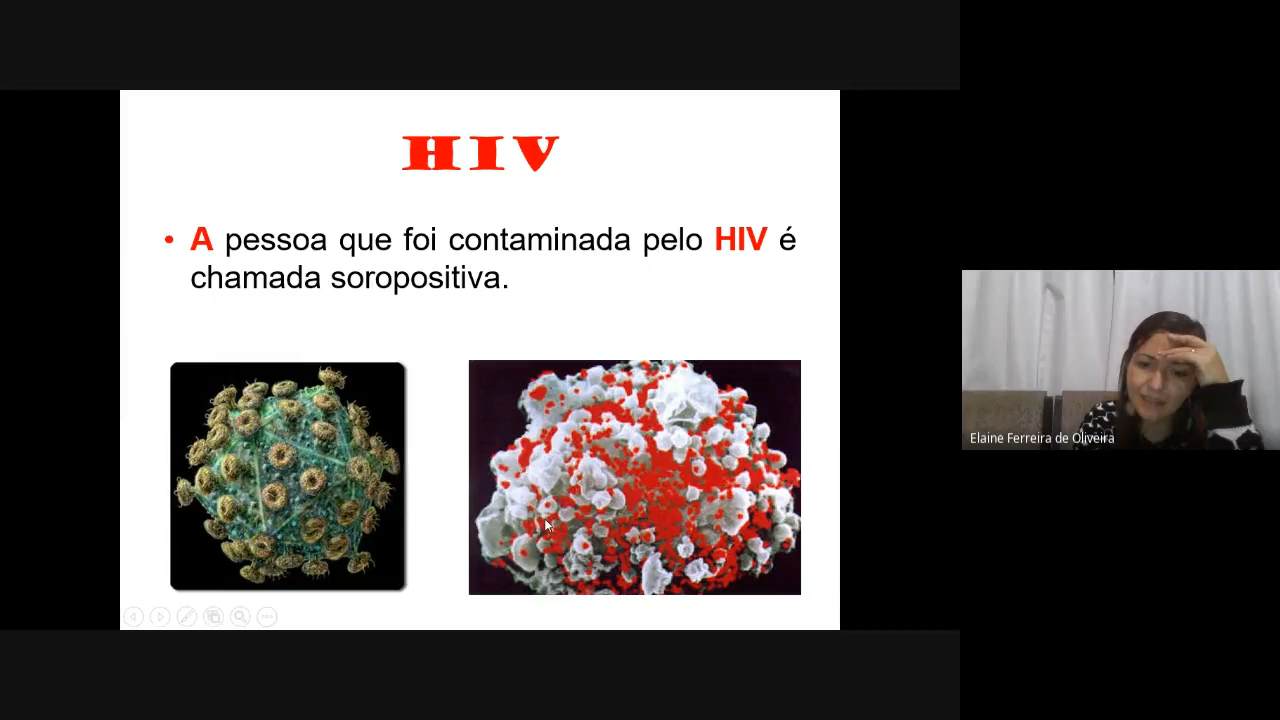 HIV
• A pessoa que foi contaminada pelo HIV é
chamada soropositiva.
Elaine Ferreira de Oliveira